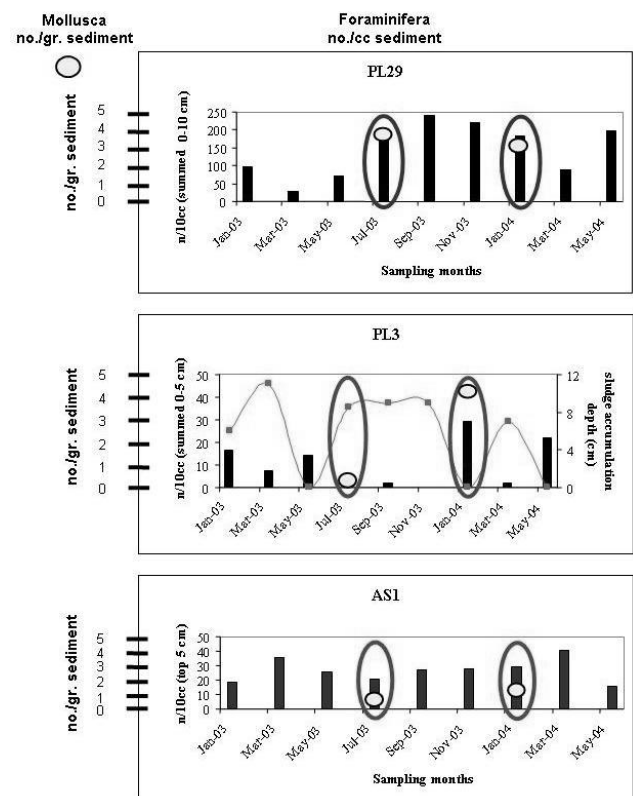 Mollusca
no./gr. sediment
Foraminifera
no./cc sediment
PL29
no./gr. sediment
5
4
3
2
1
0
n/10cc (summed 0-10 cm)
250
200
150
100
50
0
Jan-03
Mar-03
May-03
Jul-03
Sep-03
Nov-03
Jan-04
Mar-04
May-04
Sampling months
PL3
no./gr. sediment
5
4
3
2
1
0
n/10cc (summed 0-5 cm)
50
40
30
20
10
0
12
8
4
0
sludge accumulation
depth (cm)
Jan-03
Mar-03
May-03
Jul-03
Sep-03
Nov-03
Jan-04
Mar-04
May-04
AS1
no./gr. sediment
5
4
3
2
1
0
n/10cc (top 5 cm)
50
40
30
20
10
0
Jan-03
Mar-03
May-03
Jul-03
Sep-03
Nov-03
Jan-04
Mar-04
May-04
Sampling months